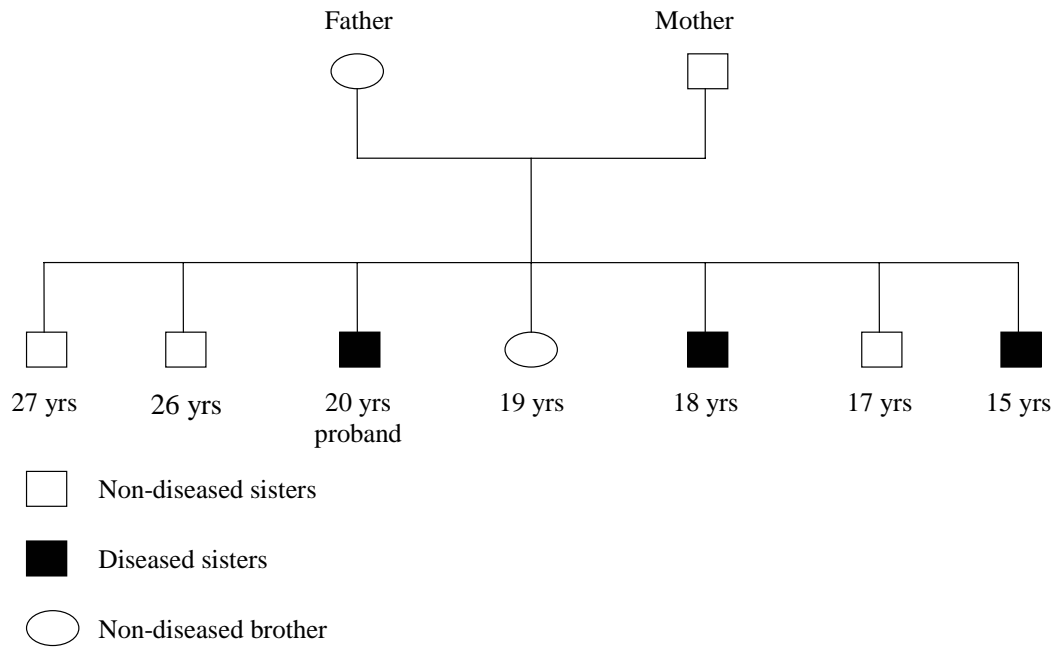 Father Mother
27 yrs 26 yrs 20 yrs 19 yrs 18 yrs 17 yrs 15 yrs
proband
Non-diseased sisters
Diseased sisters
Non-diseased brother